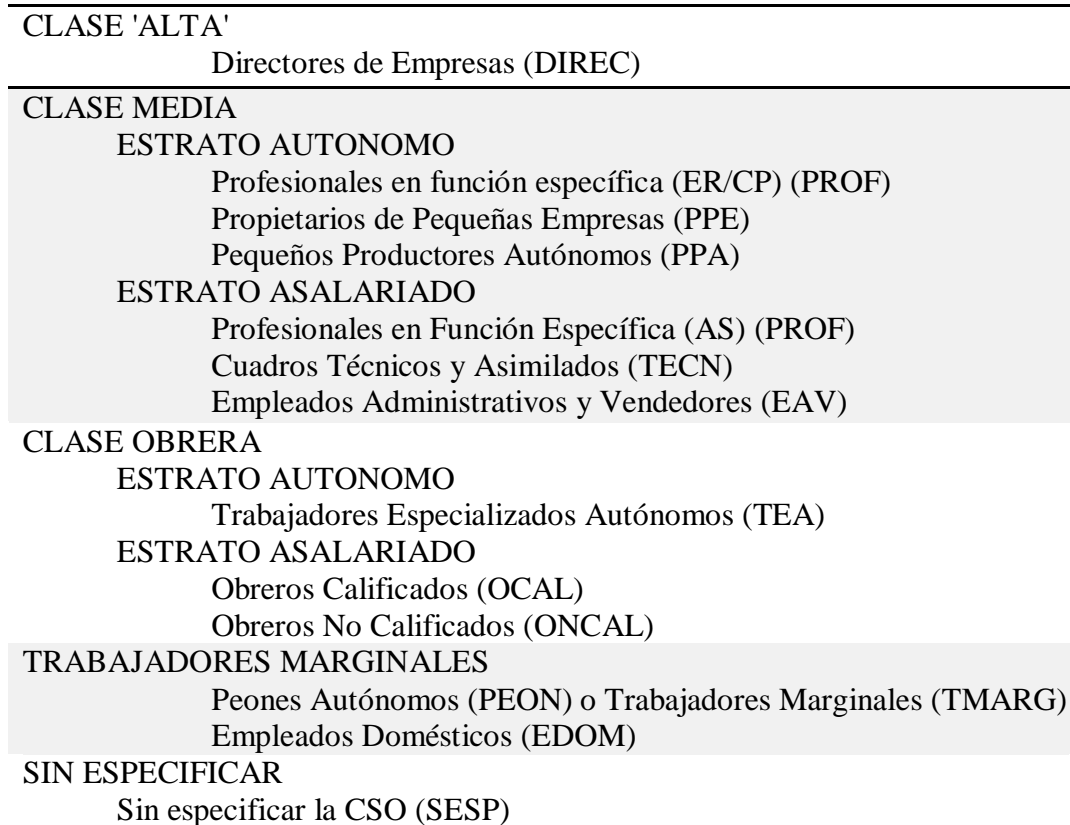 CLASE 'ALTA'
Directores de Empresas (DIREC)
CLASE MEDIA
ESTRATO AUTONOMO
Profesionales en función específica (ER/CP) (PROF)
Propietarios de Pequeñas Empresas (PPE)
Pequeños Productores Autónomos (PPA)
ESTRATO ASALARIADO
Profesionales en Función Específica (AS) (PROF)
Cuadros Técnicos y Asimilados (TECN)
Empleados Administrativos y Vendedores (EAV)
CLASE OBRERA
ESTRATO AUTONOMO
Trabajadores Especializados Autónomos (TEA)
ESTRATO ASALARIADO
Obreros Calificados (OCAL)
Obreros No Calificados (ONCAL)
TRABAJADORES MARGINALES
Peones Autónomos (PEON) o Trabajadores Marginales (TMARG)
Empleados Domésticos (EDOM)
SIN ESPECIFICAR
Sin especificar la CSO (SESP)